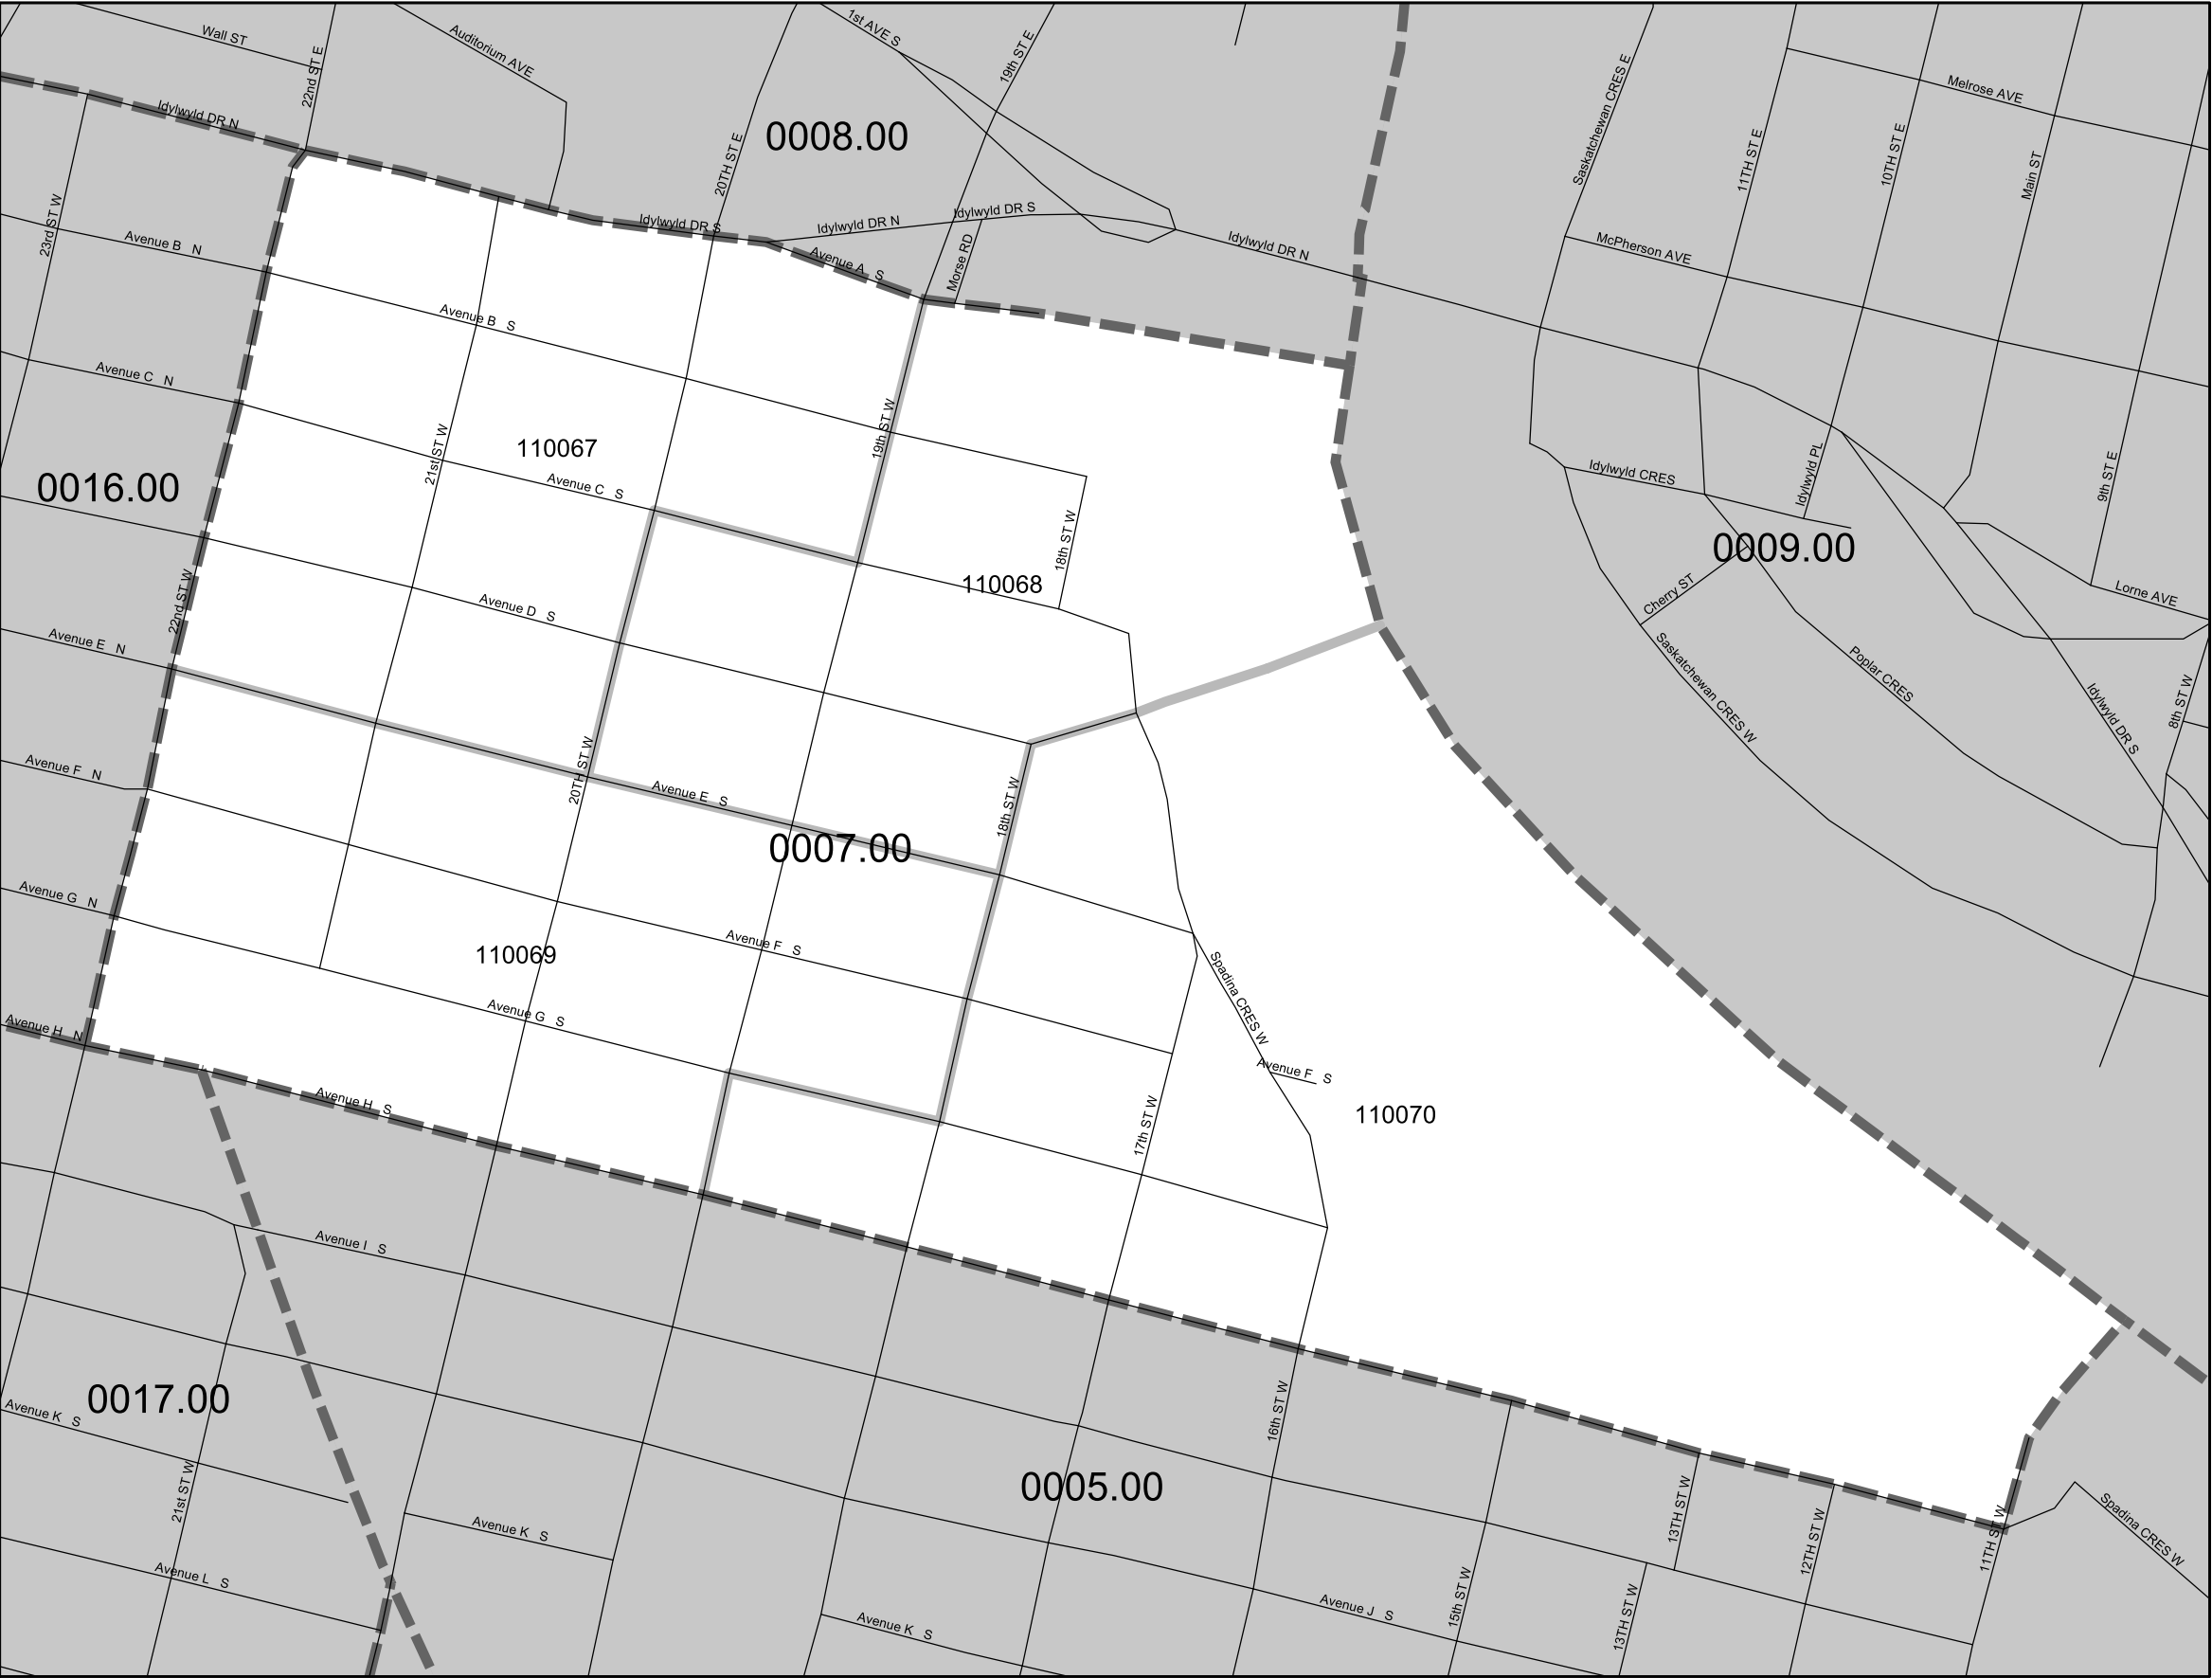 Wall ST
22nd ST E
Auditorium AVE
1st AVE S
19th ST E
Saskatchewan CRES E
Melrose AVE
Idylwyld DR N
20TH ST E
0008.00
11TH ST E
10TH ST E
Main ST
23rd ST W
Avenue B N
Idylwyld DR S
Idylwyld DR N
Idylwyld DR S
Morse RD
Idylwyld DR N
McPherson AVE
Avenue A S
Avenue B S
Avenue C N
21st ST W
110067
19th ST W
Idylwyld CRES
Idylwyld PL
9th ST E
0016.00
Avenue C S
18th ST W
0009.00
110068
Cherry ST
Lorne AVE
22nd ST W
Avenue D S
Avenue E N
Saskatchewan CRES W
Poplar CRES
Idylwyld DR S
8th ST W
Avenue F N
20TH ST W
Avenue E S
18th ST W
0007.00
Avenue G N
110069
Avenue F S
Spadina CRES W
Avenue G S
Avenue H N
Avenue F S
Avenue H S
17th ST W
110070
Avenue I S
0017.00
Avenue K S
16th ST W
0005.00
21st ST W
Avenue K S
13TH ST W
12TH ST W
11TH ST W
Spadina CRES W
Avenue L S
Avenue K S
Avenue J S
15th ST W
13TH ST W